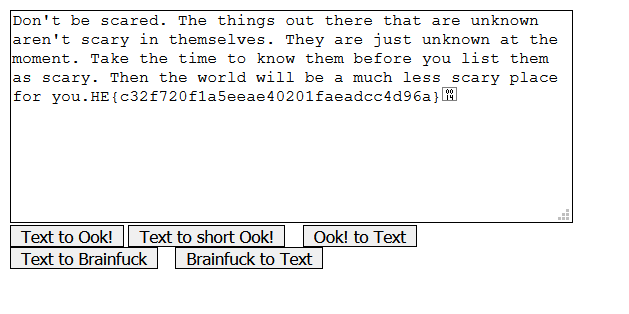 Don't be scared. The things out there that are unknown
aren't scary in themselves. They are just unknown at the
moment. Take the time to know them before you list them
as scary. Then the world will be a much less scary place
for you.HE{c32f720f1a5eeae40201faeadcc4d96a}
Text to Ook! Text to short Ook! Ook! to Text
Text to Brainfuck Brainfuck to Text